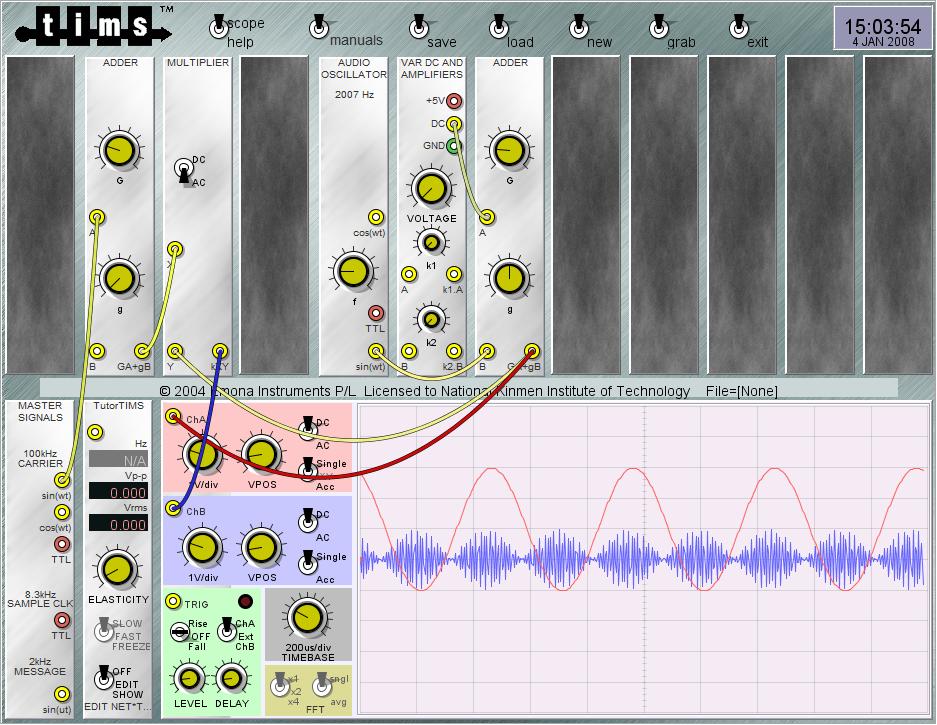 tims TM
scope
help
manuals
save
load
new
grab
exit
15:03:54
4 JAN 2008
ADDER
G
A
g
B GA+gB
MULTIPLIER
DC
AC
Y kXY
AUDIO
OSCILLATOR
2007 Hz
cos(wt)
f
TTL
sin(wt)
VAR DC AND
AMPLIFIERS
+5V
DC
GND
VOLTAGE
k1
A k1.A
k2
B k2.B
ADDER
G
A
g
B GA+gB
© 2004 Emona Instruments P/L Licensed to National Kinmen Institute of Technology File=[None]
MASTER
SIGNALS
100kHz
CARRIER
sin(wt)
cos(wt)
TTL
8.3kHz
SAMPLE CLK
TTL
2kHz
MESSAGE
sin(ut)
TutorTIMS
Hz
N/A
Vp-p
0.000
Vrms
0.000
ELASTICITY
SLOW
FAST
FREEZE
OFF
EDIT
SHOW
EDIT NET*T...
ChA
1V/div
VPOS
DC
AC
Single
Acc
ChB
1V/div
VPOS
DC
AC
Single
Acc
TRIG
Rise
OFF
Fall
ChA
Ext
ChB
LEVEL DELAY
200us/div
TIMEBASE
x1
x2
x4
sngl
avg
FFT